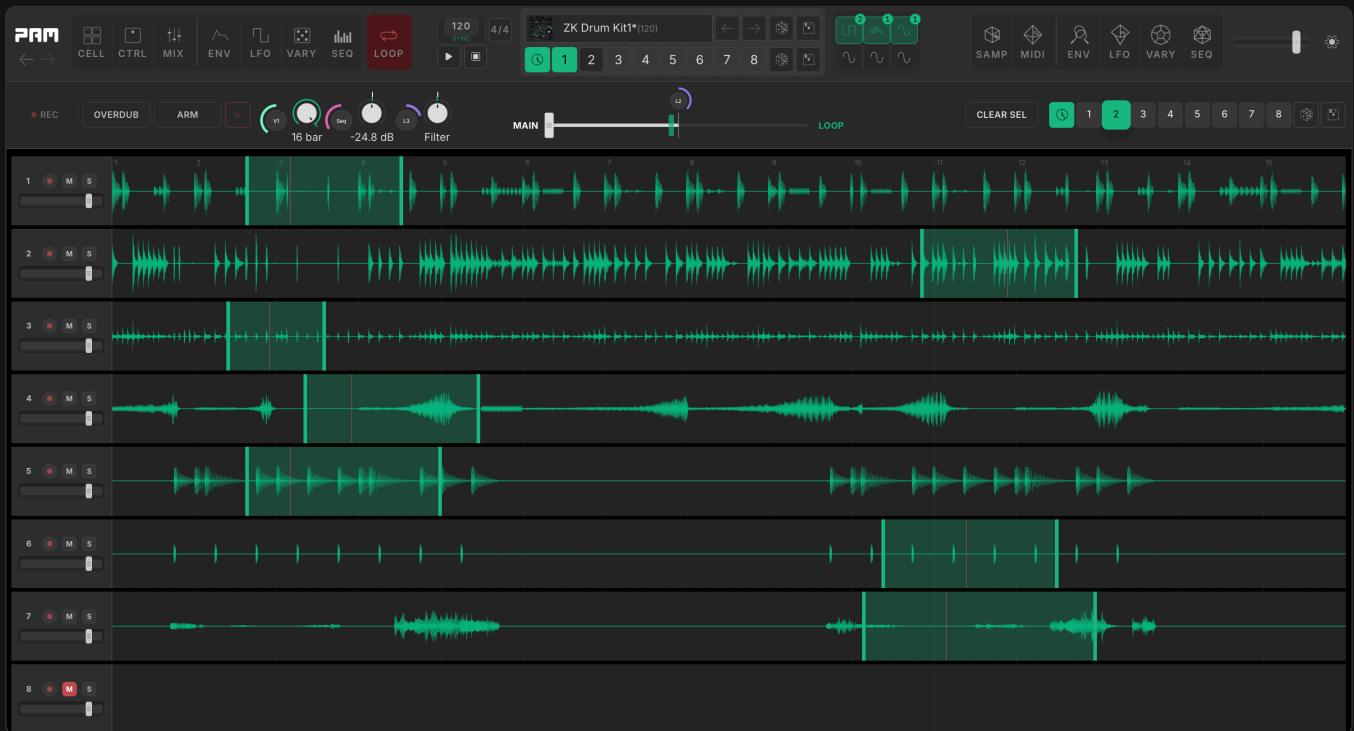 PAM
CELL CTRL MIX ENV LFO VARY SEQ LOOP
120
SYNC
4/4
ZK Drum Kit1*(120)
1 2 3 4 5 6 7 8
2 1 1
SAMP MIDI ENV LFO VARY SEQ
REC OVERDUB ARM
V1 Seq L3
16 bar -24.8 dB Filter
L2
MAIN LOOP
CLEAR SEL 1 2 3 4 5 6 7 8
1 2 3 4 5 6 7 8 9 10 11 12 13 14 15
1 M S
2 M S
3 M S
4 M S
5 M S
6 M S
7 M S
8 M S